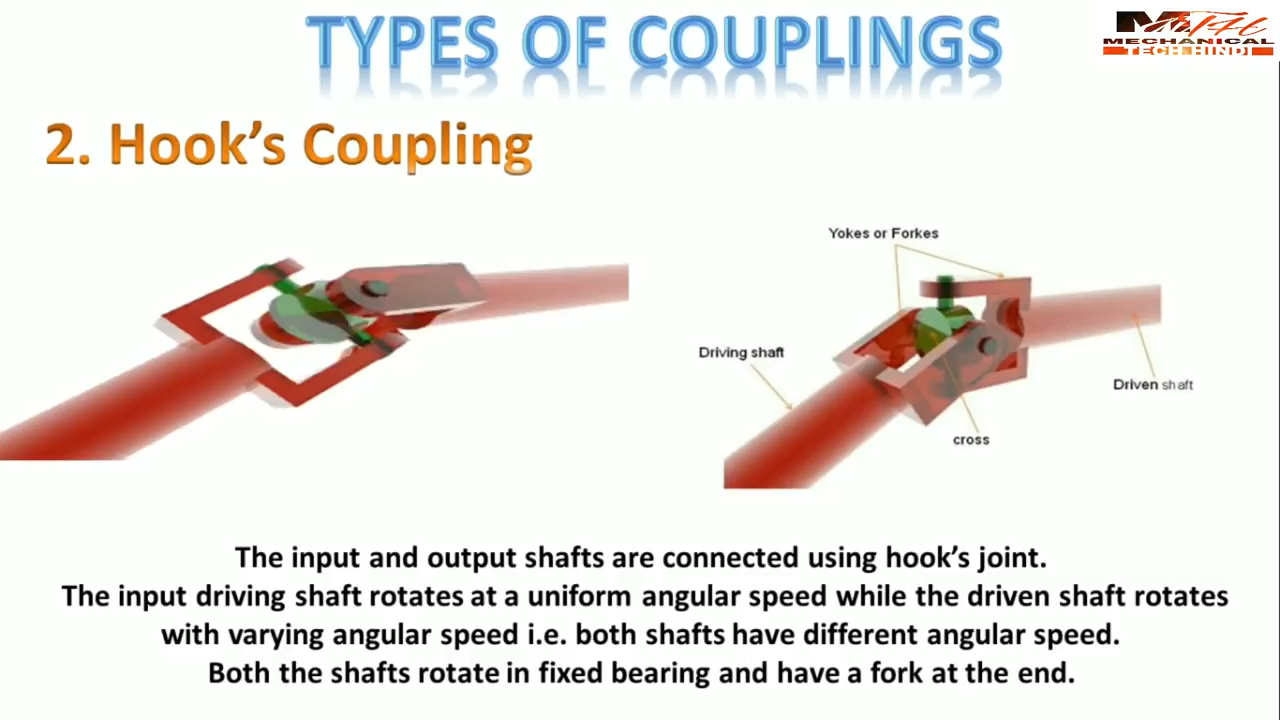 TYPES OF COUPLINGS
MECHANICAL
TECH HINDI
2. Hook's Coupling
Yokes or Forkes
Driving shaft
Driven shaft
cross
The input and output shafts are connected using hook's joint.
The input driving shaft rotates at a uniform angular speed while the driven shaft rotates
with varying angular speed i.e. both shafts have different angular speed.
Both the shafts rotate in fixed bearing and have a fork at the end.